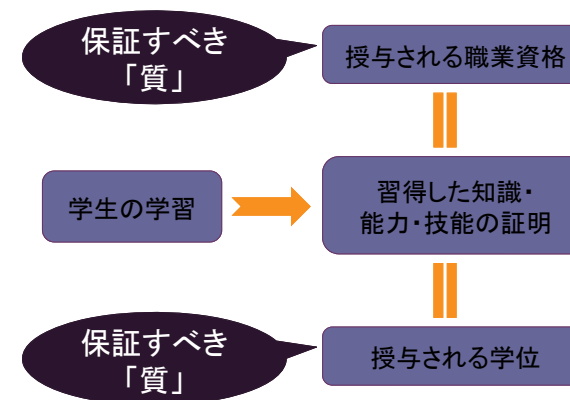 保証すべき
「質」
授与される職業資格
学生の学習
習得した知識・
能力・技能の証明
保証すべき
「質」
授与される学位